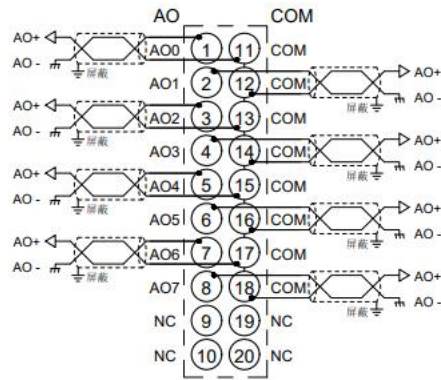 AO COM
AO+ AO0 1 11 COM
AO - 屏蔽 AO+
AO1 2 12 COM AO -
AO+ 屏蔽
AO - AO2 3 13 COM
屏蔽 AO+
AO3 4 14 COM AO -
AO+ 屏蔽
AO - AO4 5 15 COM
屏蔽 AO+
AO5 6 16 COM AO -
AO+ 屏蔽
AO - AO6 7 17 COM
屏蔽 AO+
AO7 8 18 COM AO -
NC 9 19 NC 屏蔽
NC 10 20 NC